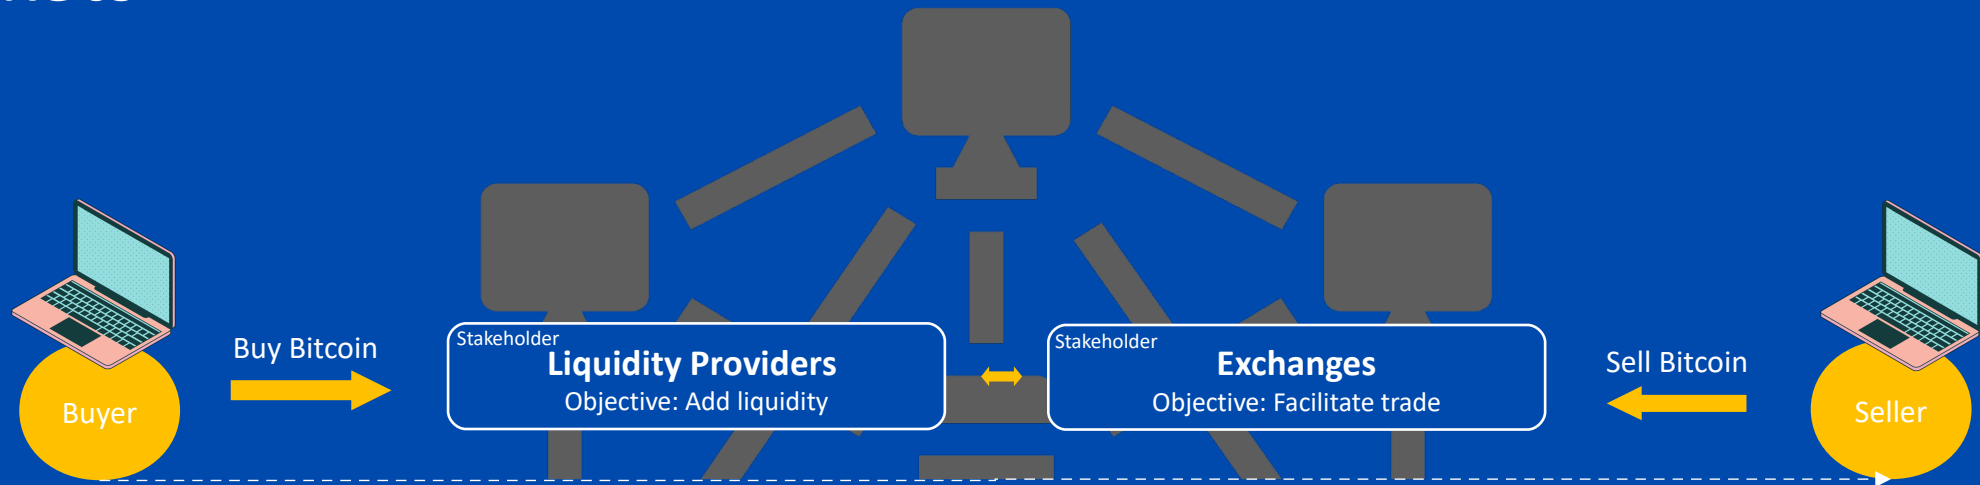 Buy Bitcoin
Buyer
Stakeholder
Liquidity Providers
Objective: Add liquidity
Stakeholder
Exchanges
Objective: Facilitate trade
Sell Bitcoin
Seller